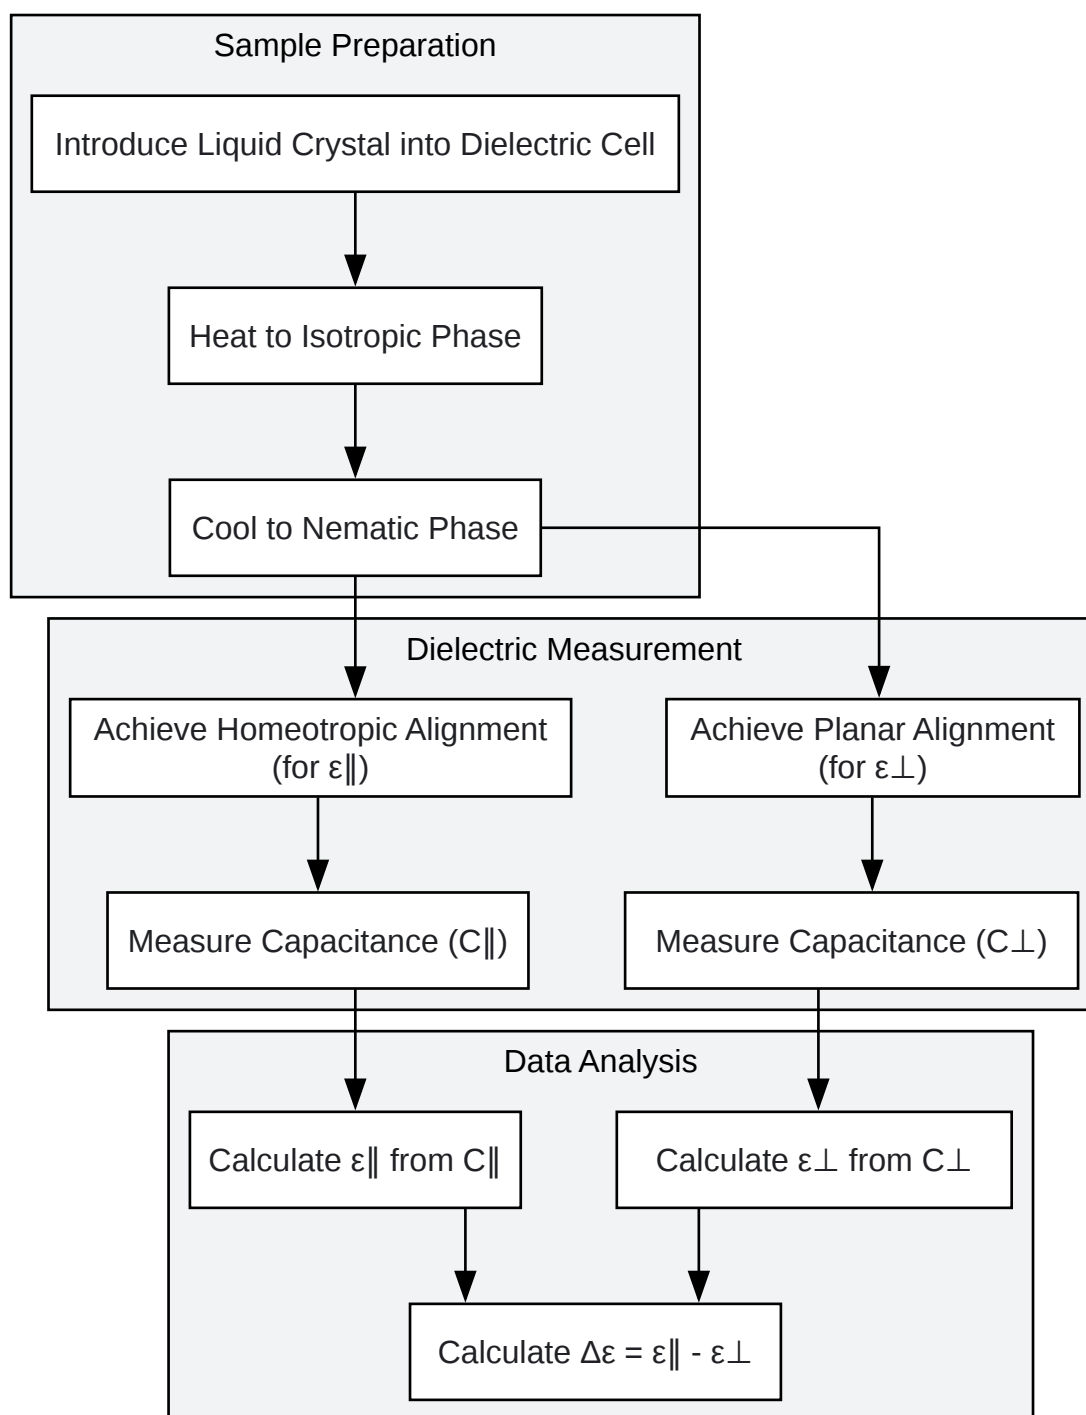 Sample Preparation
Introduce Liquid Crystal into Dielectric Cell
Heat to Isotropic Phase
Cool to Nematic Phase
Dielectric Measurement
Achieve Homeotropic Alignment
(for ε∥)
Achieve Planar Alignment
(for ε⊥)
Measure Capacitance (C∥)
Measure Capacitance (C⊥)
Data Analysis
Calculate ε∥ from C∥
Calculate ε⊥ from C⊥
Calculate Δε = ε∥ - ε⊥